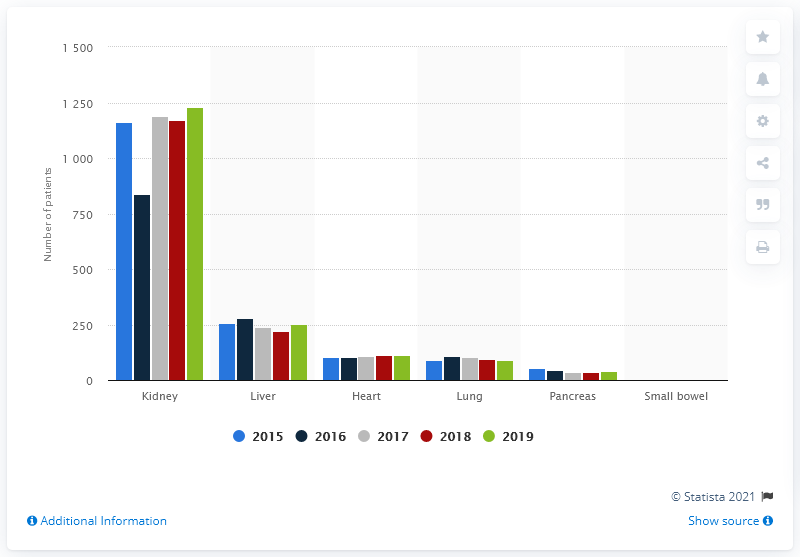 1 500
1 250
1 000
750
500
250
0
Number of patients
Kidney Liver Heart Lung Pancreas Small bowel
2015 2016 2017 2018 2019
© Statista 2021
Additional Information Show source